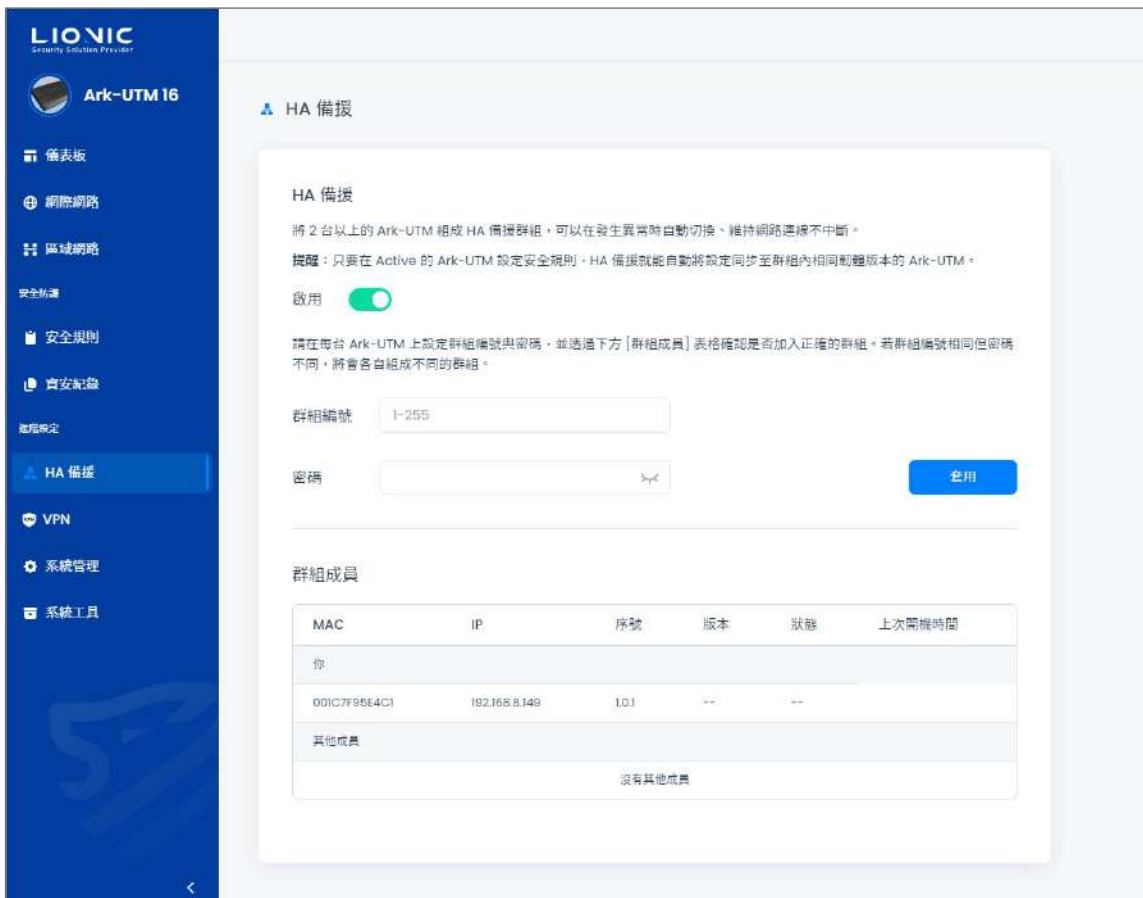 LIONIC
Security Solution Provider
Ark-UTM 16
儀表板
網際網路
區域網路
安全防護
安全規則
資安紀錄
進階設定
HA 備援
VPN
系統管理
系統工具
HA 備援
HA 備援
將 2 台以上的 Ark-UTM 組成 HA 備援群組，可以在發生異常時自動切換、維持網路連線不中斷。
提醒：只要在 Active 的 Ark-UTM 設定安全規則，HA 備援就能自動將設定同步至群組內相同韌體版本的 Ark-UTM。
啟用
請在每台 Ark-UTM 上設定群組編號與密碼，並透過下方 [群組成員] 表格確認是否加入正確的群組。若群組編號相同但密碼
不同，將會各自組成不同的群組。
群組編號 1-255
密碼
套用
群組成員
MAC IP 序號 版本 狀態 上次開機時間
你
001C7F95E4C1 192.168.8.149 1.0.1 -- --
其他成員
沒有其他成員